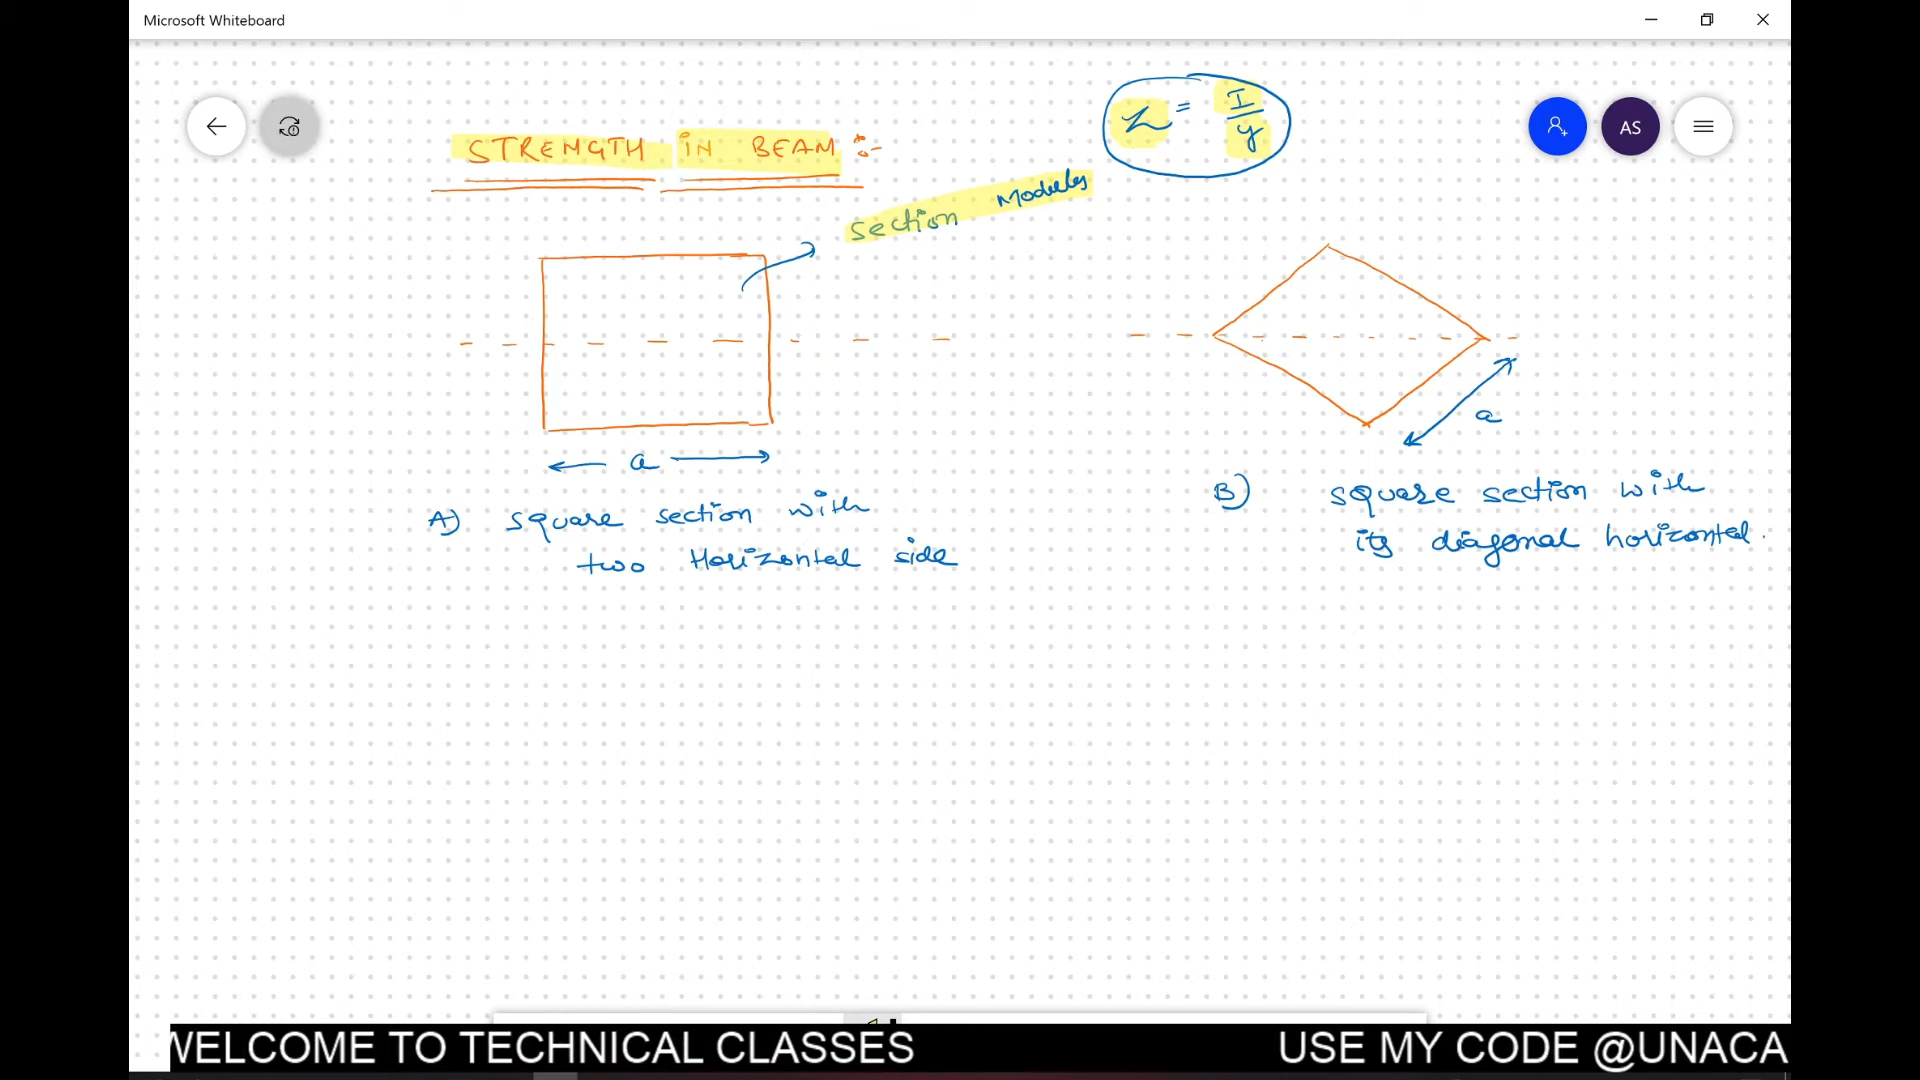 Microsoft Whiteboard
Z = I/y
AS
STRENGTH iN BEAM :-
section Modulus
a
a
A) square section with
two Horizontal side
B) square section with
its diagonal horizontal.
WELCOME TO TECHNICAL CLASSES
USE MY CODE @UNACA